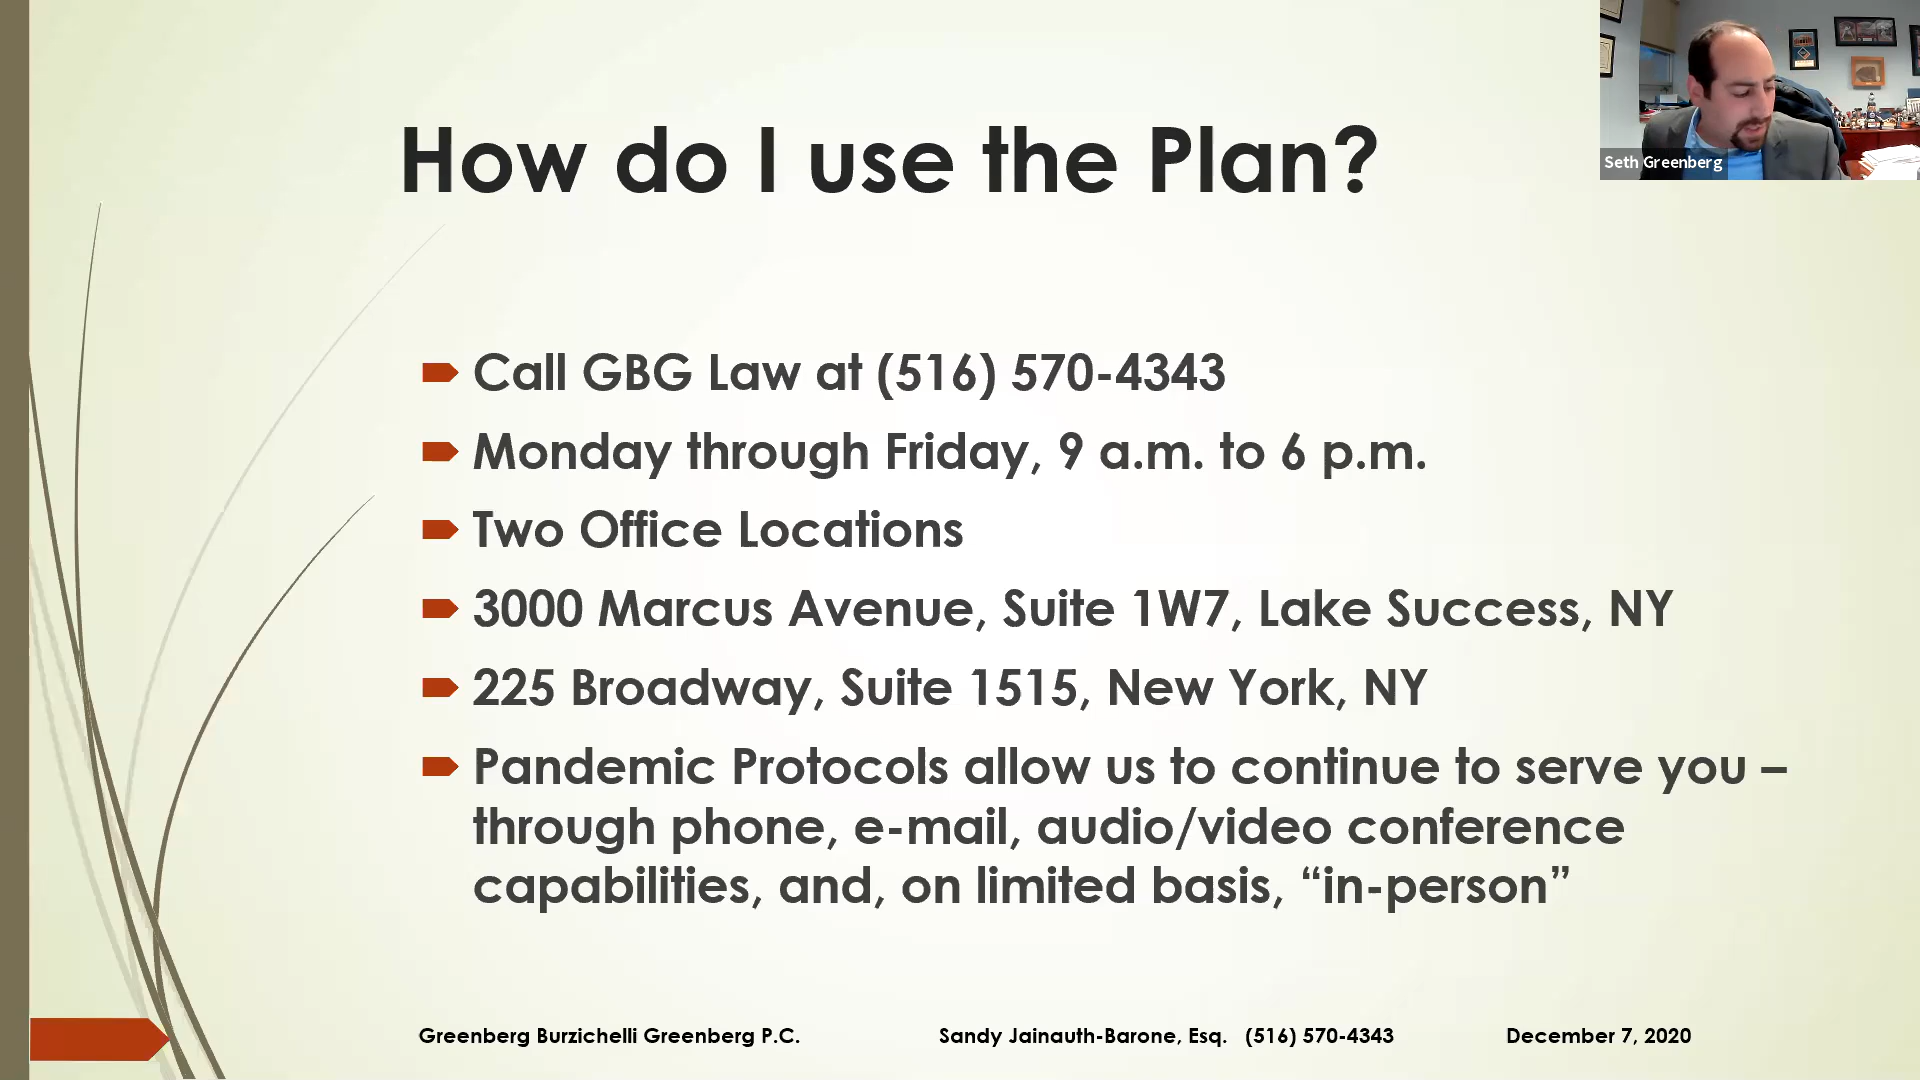 How do I use the Plan?
Seth Greenberg
Call GBG Law at (516) 570-4343
Monday through Friday, 9 a.m. to 6 p.m.
Two Office Locations
3000 Marcus Avenue, Suite 1W7, Lake Success, NY
225 Broadway, Suite 1515, New York, NY
Pandemic Protocols allow us to continue to serve you –
through phone, e-mail, audio/video conference
capabilities, and, on limited basis, “in-person”
Greenberg Burzichelli Greenberg P.C. Sandy Jainauth-Barone, Esq. (516) 570-4343 December 7, 2020